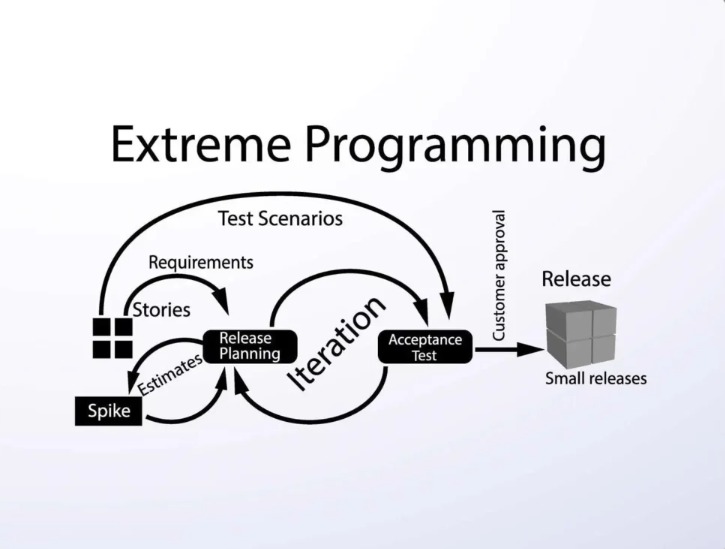 Extreme Programming
Test Scenarios
Requirements
Stories
Release
Planning
Estimates
Spike
Iteration
Acceptance
Test
Customer approval
Release
Small releases